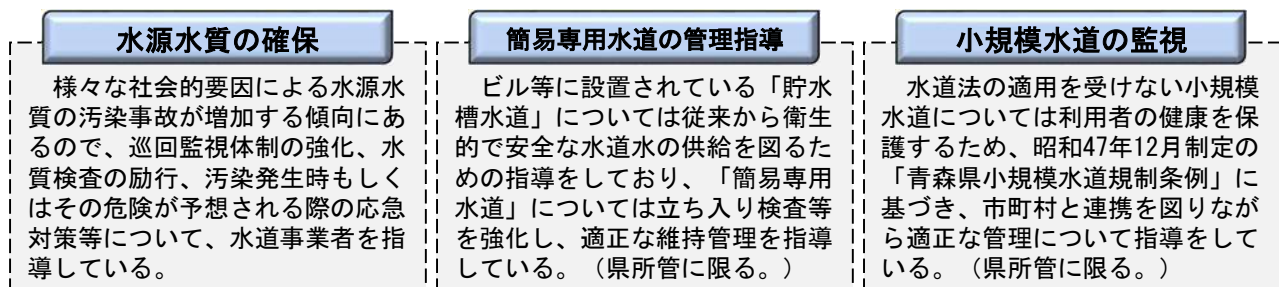 水源水質の確保
様々な社会的要因による水源水
質の汚染事故が増加する傾向にあ
るので、巡回監視体制の強化、水
質検査の励行、汚染発生時もしく
はその危険が予想される際の応急
対策等について、水道事業者を指
導している。
簡易専用水道の管理指導
ビル等に設置されている「貯水
槽水道」については従来から衛生
的で安全な水道水の供給を図るた
めの指導をしており、「簡易専用
水道」については立ち入り検査等
を強化し、適正な維持管理を指導
している。（県所管に限る。）
小規模水道の監視
水道法の適用を受けない小規模
水道については利用者の健康を保
護するため、昭和47年12月制定の
「青森県小規模水道規制条例」に
基づき、市町村と連携を図りなが
ら適正な管理について指導をして
いる。（県所管に限る。）